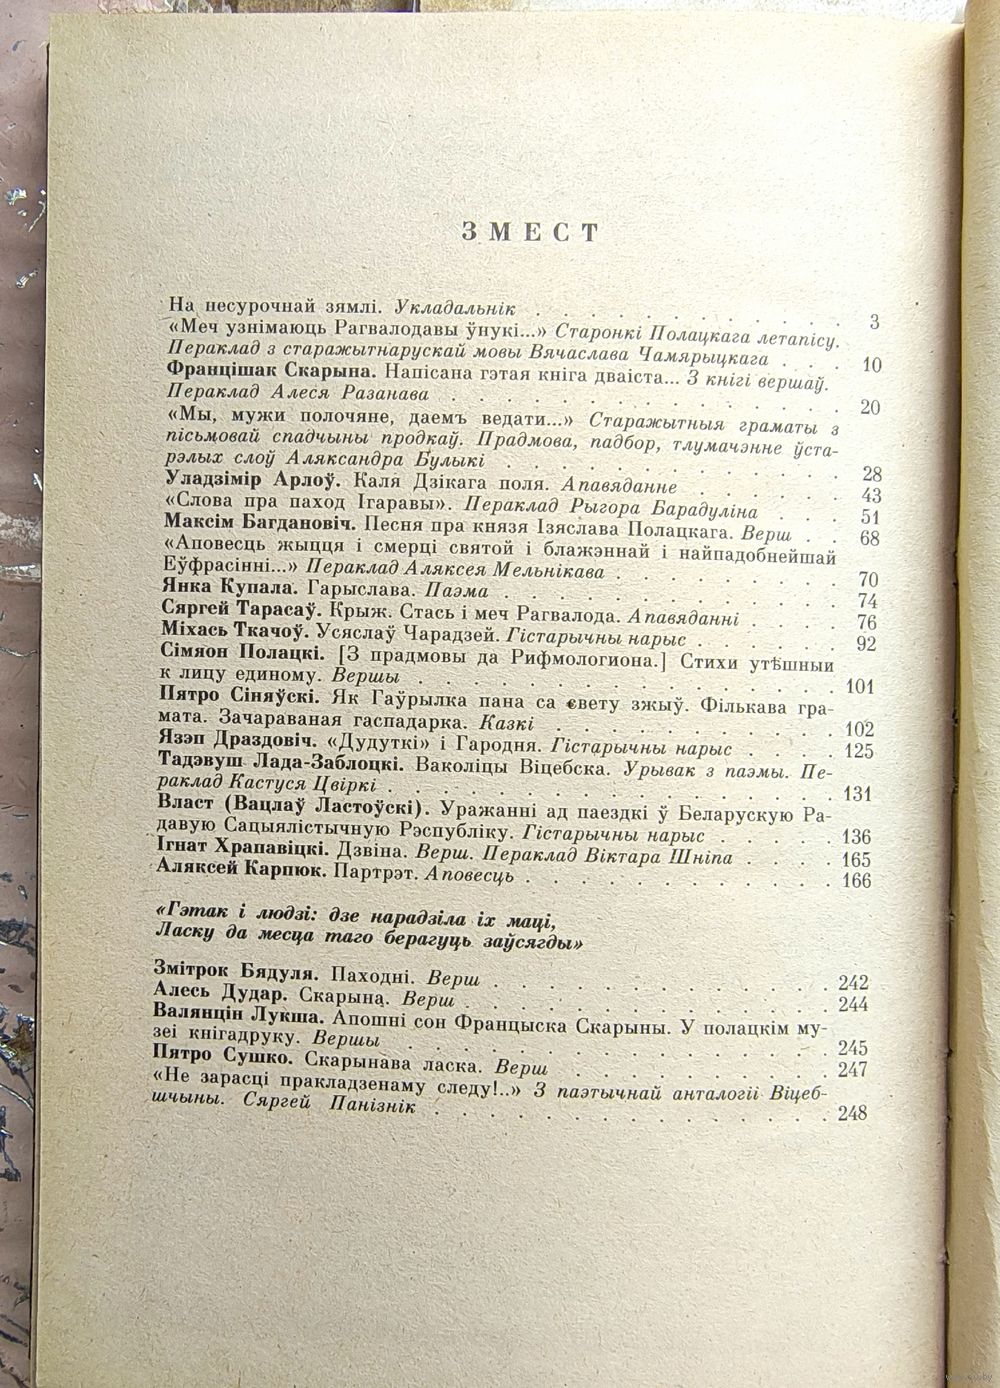 ЗМЕСТ
На несурочнай зямлі. Укладальнік . . . . . . . . . . . . . 3
«Меч узнімаюць Рагвалодавы ўнукі...» Старонкі Полацкага летапісу.
Пераклад з старажытнарускай мовы Вячаслава Чамярыцкага . . . . 10
Францішак Скарына. Напісана гэтая кніга дваіста... З кнігі вершаў.
Пераклад Алеся Разанава . . . . . . . . . . . . . . . . 20
«Мы, мужи полочяне, даемъ ведати...» Старажытныя граматы з
пісьмовай спадчыны продкаў. Прадмова, падбор, тлумачэнне ўста-
рэлых слоў Аляксандра Булыкі . . . . . . . . . . . . . . 28
Уладзімір Арлоў. Каля Дзікага поля. Апавяданне . . . . . . 43
«Слова пра паход Ігаравы». Пераклад Рыгора Барадуліна . . . 51
Максім Багдановіч. Песня пра князя Ізяслава Полацкага. Верш . . 68
«Аповесць жыцця і смерці святой і блажэннай і найпадобнейшай
Еўфрасінні...» Пераклад Аляксея Мельнікава . . . . . . . . . 70
Янка Купала. Гарыслава. Паэма . . . . . . . . . . . . . . 74
Сяргей Тарасаў. Крыж. Стась і меч Рагвалода. Апавяданні . . . . 76
Міхась Ткачоў. Усяслаў Чарадзей. Гістарычны нарыс . . . . . . 92
Сімяон Полацкі. [З прадмовы да Рифмологиона.] Стихи утѣшныи
к лицу единому. Вершы . . . . . . . . . . . . . . . . . 101
Пятро Сіняўскі. Як Гаўрылка пана са свету зжыў. Фількава гра-
мата. Зачараваная гаспадарка. Казкі . . . . . . . . . . . . 102
Язэп Драздовіч. «Дудуткі» і Гародня. Гістарычны нарыс . . . . 125
Тадэвуш Лада-Заблоцкі. Ваколіцы Віцебска. Урывак з паэмы. Пе-
раклад Кастуся Цвіркі . . . . . . . . . . . . . . . . . . 131
Власт (Вацлаў Ластоўскі). Уражанні ад паездкі ў Беларускую Ра-
давую Сацыялістычную Рэспубліку. Гістарычны нарыс . . . . . 136
Ігнат Храпавіцкі. Дзвіна. Верш. Пераклад Віктара Шніпа . . . . 165
Аляксей Карпюк. Партрэт. Аповесць . . . . . . . . . . . . . 166
«Гэтак і людзі: дзе нарадзіла іх маці,
Ласку да месца таго берагуць заўсягды»
Змітрок Бядуля. Паходні. Верш . . . . . . . . . . . . . . 242
Алесь Дудар. Скарына. Верш . . . . . . . . . . . . . . . 244
Валянцін Лукша. Апошні сон Францыска Скарыны. У полацкім му-
зеі кнігадруку. Вершы . . . . . . . . . . . . . . . . . 245
Пятро Сушко. Скарынава ласка. Верш . . . . . . . . . . . 247
«Не зарасці пракладзенаму следу!..» З паэтычнай анталогіі Віцеб-
шчыны. Сяргей Панізнік . . . . . . . . . . . . . . . . 248